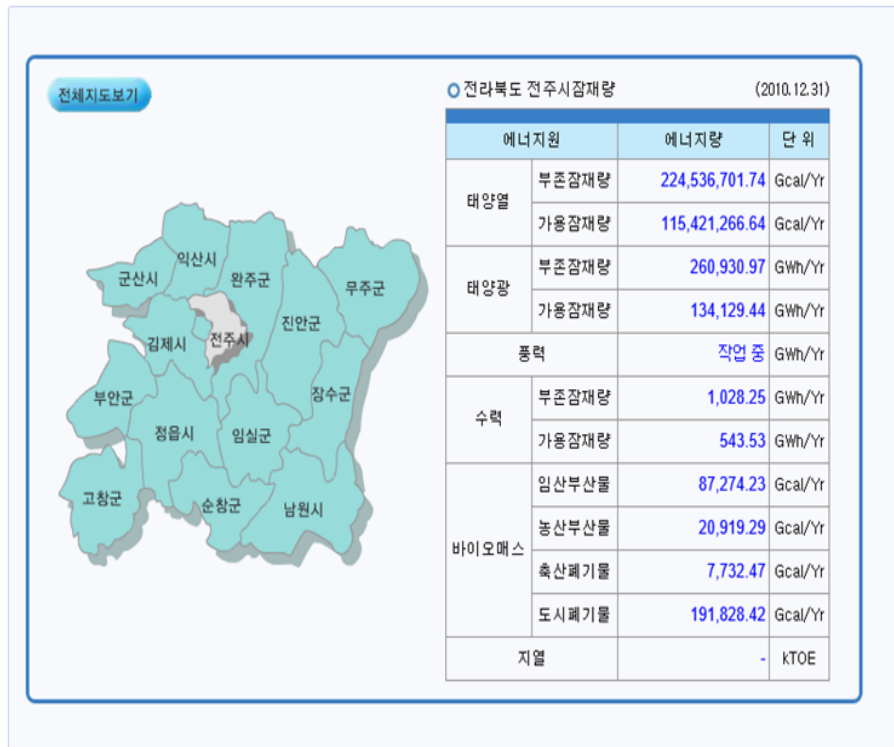 전체지도보기
전라북도 전주시잠재량 (2010.12.31)
에너지원 에너지량 단 위
태양열 부존잠재량 224,536,701.74 Gcal/Yr
가용잠재량 115,421,266.64 Gcal/Yr
태양광 부존잠재량 260,930.97 GWh/Yr
가용잠재량 134,129.44 GWh/Yr
풍력 작업 중 GWh/Yr
수력 부존잠재량 1,028.25 GWh/Yr
가용잠재량 543.53 GWh/Yr
바이오매스 임산부산물 87,274.23 Gcal/Yr
농산부산물 20,919.29 Gcal/Yr
축산폐기물 7,732.47 Gcal/Yr
도시폐기물 191,828.42 Gcal/Yr
지열 - kTOE
익산시
군산시
완주군
무주군
김제시
전주시
진안군
부안군
장수군
정읍시
임실군
고창군
순창군
남원시